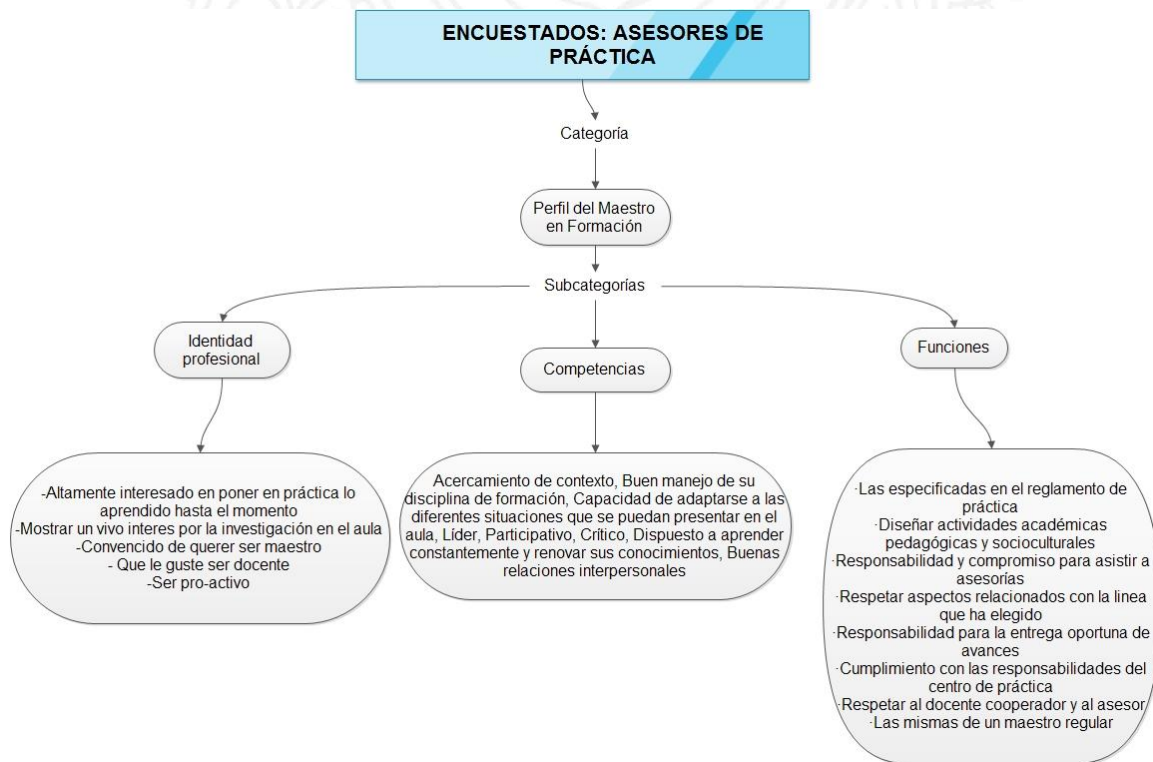 ENCUESTADOS: ASESORES DE
PRÁCTICA
Categoría
Perfil del Maestro
en Formación
Subcategorías
Identidad
profesional
Competencias
Funciones
-Altamente interesado en poner en práctica lo
aprendido hasta el momento
-Mostrar un vivo interes por la investigación en el aula
-Convencido de querer ser maestro
- Que le guste ser docente
-Ser pro-activo
Acercamiento de contexto, Buen manejo de su
disciplina de formación, Capacidad de adaptarse a las
diferentes situaciones que se puedan presentar en el
aula, Líder, Participativo, Crítico, Dispuesto a aprender
constantemente y renovar sus conocimientos, Buenas
relaciones interpersonales
·Las especificadas en el reglamento de
práctica
·Diseñar actividades académicas
pedagógicas y socioculturales
·Responsabilidad y compromiso para asistir a
asesorías
·Respetar aspectos relacionados con la linea
que ha elegido
·Responsabilidad para la entrega oportuna de
avances
·Cumplimiento con las responsabilidades del
centro de práctica
·Respetar al docente cooperador y al asesor
·Las mismas de un maestro regular